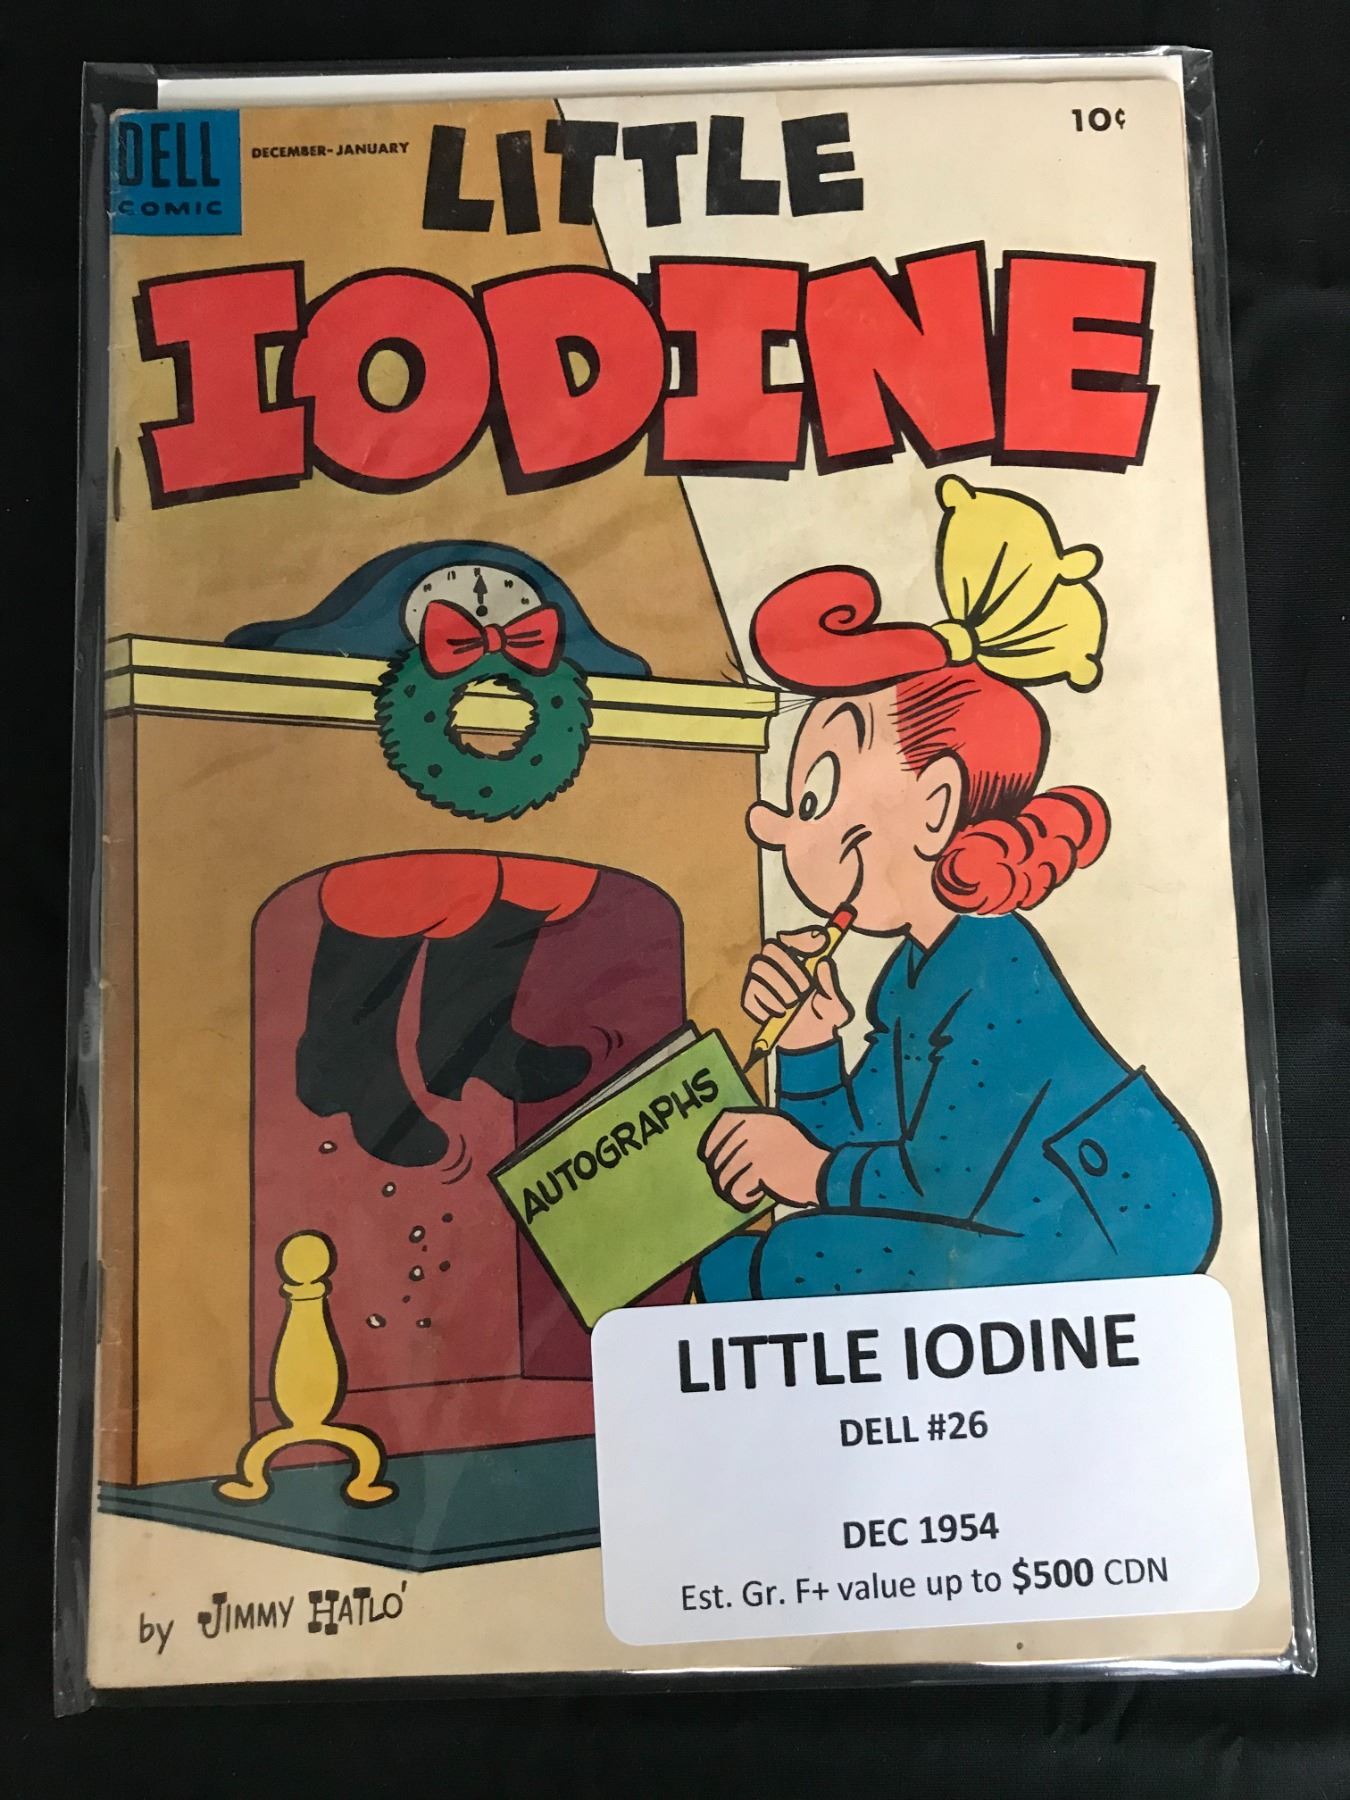 DELL
COMIC
DECEMBER-JANUARY
LITTLE
10¢
IODINE
AUTOGRAPHS
LITTLE IODINE
DELL #26
DEC 1954
Est. Gr. F+ value up to $500 CDN
by JIMMY HATLO